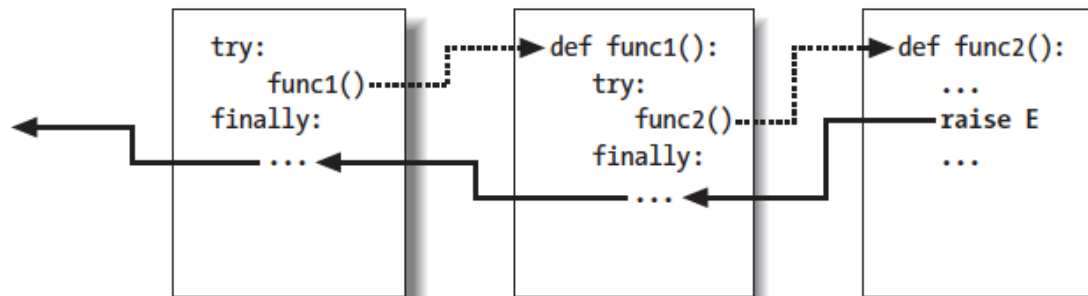 try:
func1()
finally:
...
def func1():
try:
func2()
finally:
...
def func2():
...
raise E
...